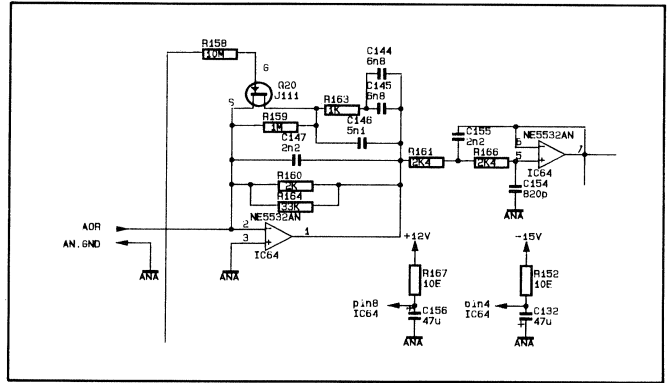 R158
10M
G
Q20
J111
S
C144
6n8
C145
6n8
R163
1K
C146
5n1
R159
1M
C147
2n2
R160
2K
R164
33K
NE5532AN
2
3
1
IC64
AOR
AN.GND
ANA
ANA
R161
2K4
C155
2n2
R166
2K4
NE5532AN
6
5
7
IC64
C154
820p
ANA
+12V
R167
10E
pin8
IC64
+
C156
47u
ANA
-15V
R152
10E
pin4
IC64
+
C132
47u
ANA